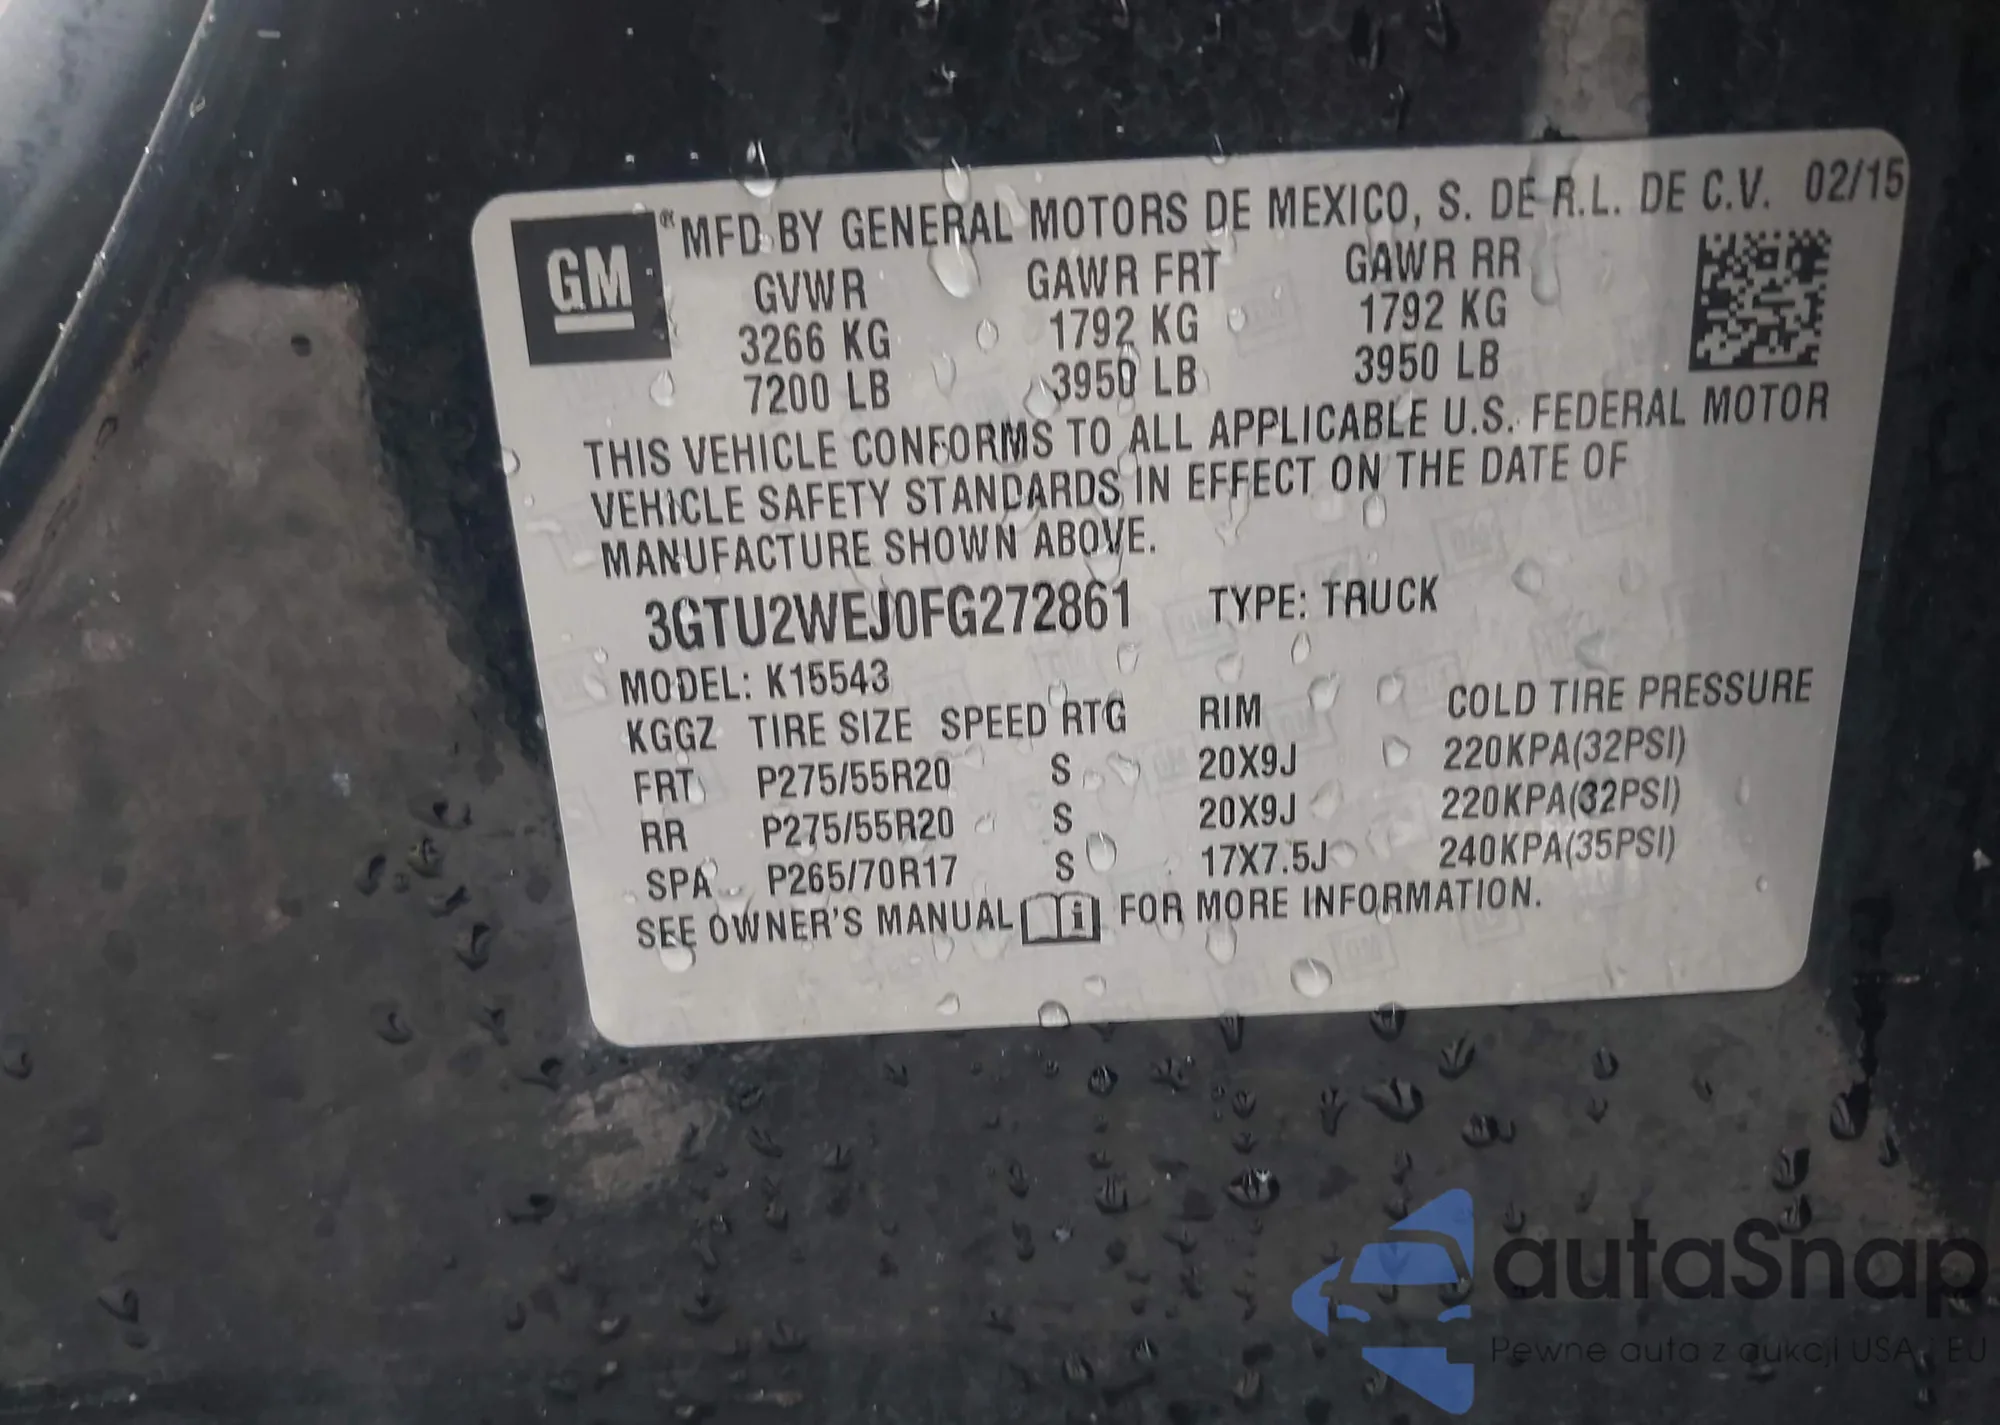 GM
® MFD BY GENERAL MOTORS DE MEXICO, S. DE R.L. DE C.V. 02/15
GVWR GAWR FRT GAWR RR
3266 KG 1792 KG 1792 KG
7200 LB 3950 LB 3950 LB
THIS VEHICLE CONFORMS TO ALL APPLICABLE U.S. FEDERAL MOTOR
VEHICLE SAFETY STANDARDS IN EFFECT ON THE DATE OF
MANUFACTURE SHOWN ABOVE.
3GTU2WEJ0FG272861 TYPE: TRUCK
MODEL: K15543
KGGZ TIRE SIZE SPEED RTG RIM COLD TIRE PRESSURE
FRT P275/55R20 S 20X9J 220KPA(32PSI)
RR P275/55R20 S 20X9J 220KPA(32PSI)
SPA P265/70R17 S 17X7.5J 240KPA(35PSI)
SEE OWNER'S MANUAL i FOR MORE INFORMATION.
autaSnap
Pewne auta z aukcji USA i EU